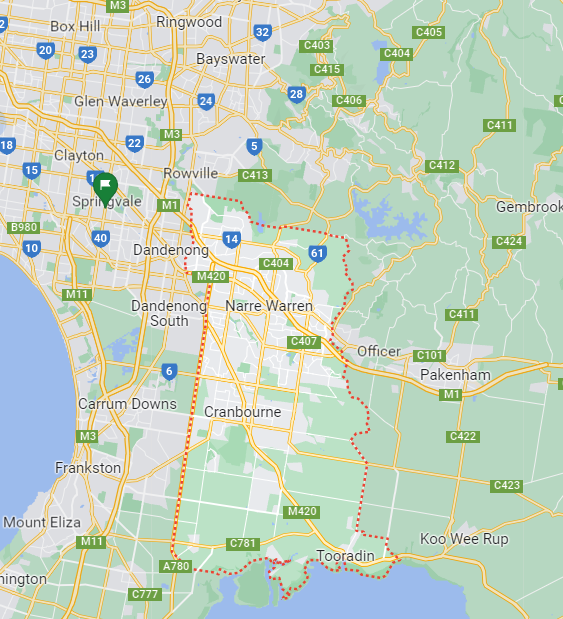 M3
Box Hill
Ringwood
32
C405
C403
20
23
C404
Bayswater
C415
26
28
C406
Glen Waverley
24
C411
M3
22
18
5
Clayton
C412
15
Rowville
C413
Springvale
M1
Gembrook
B980
40
14
C424
10
Dandenong
61
C404
M420
M11
Dandenong
South
Narre Warren
C411
C407
Officer
C101
6
Pakenham
M1
Carrum Downs
Cranbourne
M3
C422
Frankston
C423
M420
Mount Eliza
M11
C781
Koo Wee Rup
Tooradin
A780
nington
C777